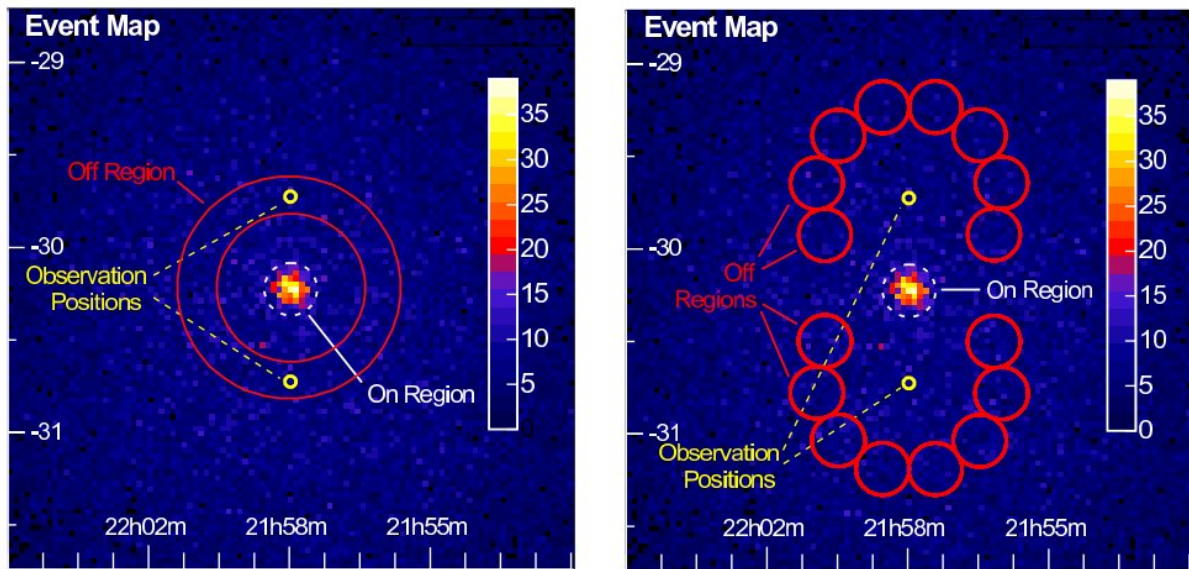 Event Map
-29
-30
-31
Off Region
Observation
Positions
On Region
35
30
25
20
15
10
5
0
22h02m
21h58m
21h55m
Event Map
-29
-30
-31
Off
Regions
On Region
Observation
Positions
35
30
25
20
15
10
5
0
22h02m
21h58m
21h55m